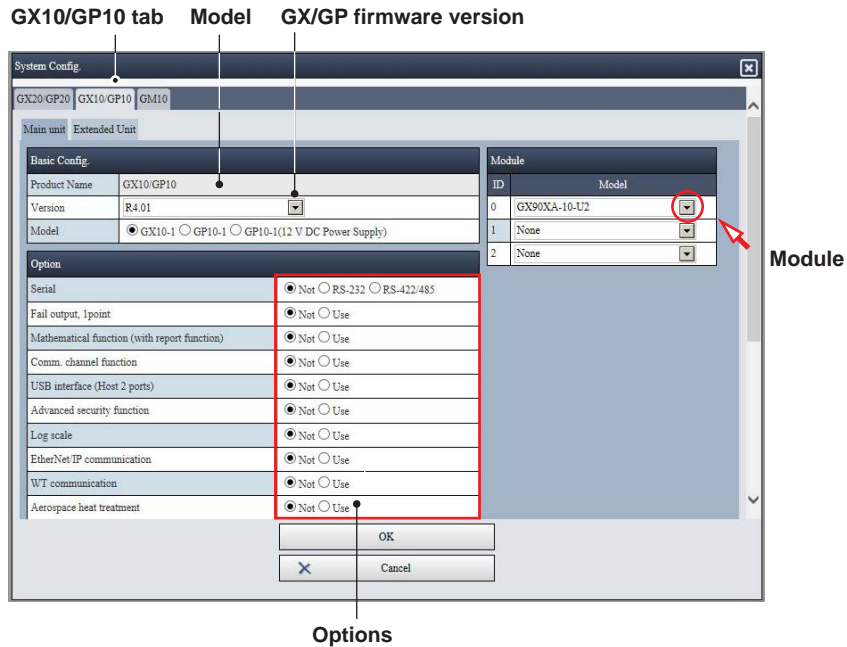 GX10/GP10 tab Model GX/GP firmware version
System Config.
GX20/GP20 GX10/GP10 GM10
Main unit Extended Unit
Basic Config.
Product Name GX10/GP10
Version R4.01
Model GX10-1 GP10-1 GP10-1(12 V DC Power Supply)
Module
ID Model
0 GX90XA-10-U2
1 None
2 None
Module
Option
Serial Not RS-232 RS-422/485
Fail output, 1point Not Use
Mathematical function (with report function) Not Use
Comm. channel function Not Use
USB interface (Host 2 ports) Not Use
Advanced security function Not Use
Log scale Not Use
EtherNet/IP communication Not Use
WT communication Not Use
Aerospace heat treatment Not Use
OK
Cancel
Options